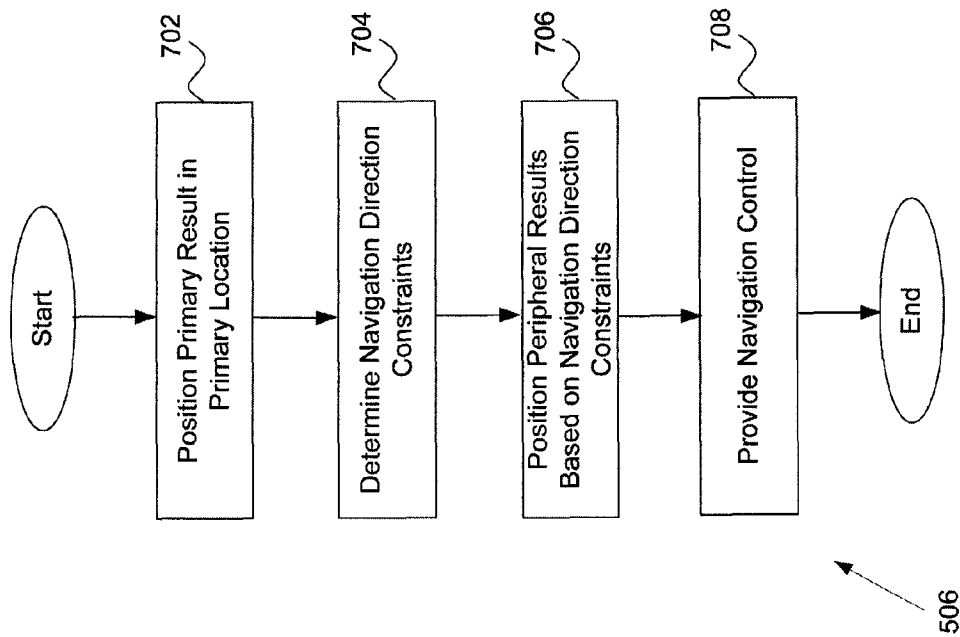 Start
702
Position Primary Result in
Primary Location
704
Determine Navigation Direction
Constraints
706
Position Peripheral Results
Based on Navigation Direction
Constraints
708
Provide Navigation Control
End
506